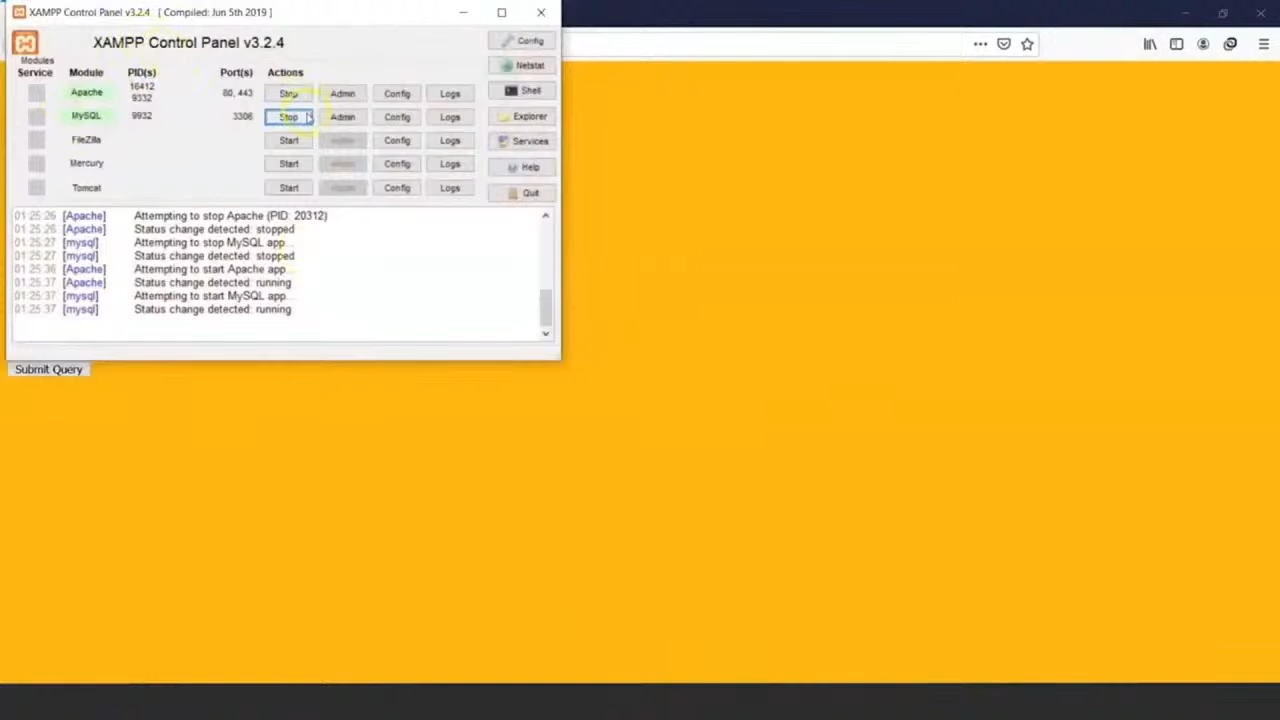 XAMPP Control Panel v3.2.4 [ Compiled: Jun 5th 2019 ]
XAMPP Control Panel v3.2.4
Config
Modules
Service Module PID(s) Port(s) Actions
Netstat
Apache 16412 9332 80, 443 Stop Admin Config Logs
Shell
MySQL 9932 3306 Stop Admin Config Logs
Explorer
FileZilla Start Admin Config Logs
Services
Mercury Start Admin Config Logs
Help
Tomcat Start Admin Config Logs
Quit
01:25:26 [Apache] Attempting to stop Apache (PID: 20312)
01:25:26 [Apache] Status change detected: stopped
01:25:27 [mysql] Attempting to stop MySQL app...
01:25:27 [mysql] Status change detected: stopped
01:25:36 [Apache] Attempting to start Apache app...
01:25:37 [Apache] Status change detected: running
01:25:37 [mysql] Attempting to start MySQL app...
01:25:37 [mysql] Status change detected: running
Submit Query